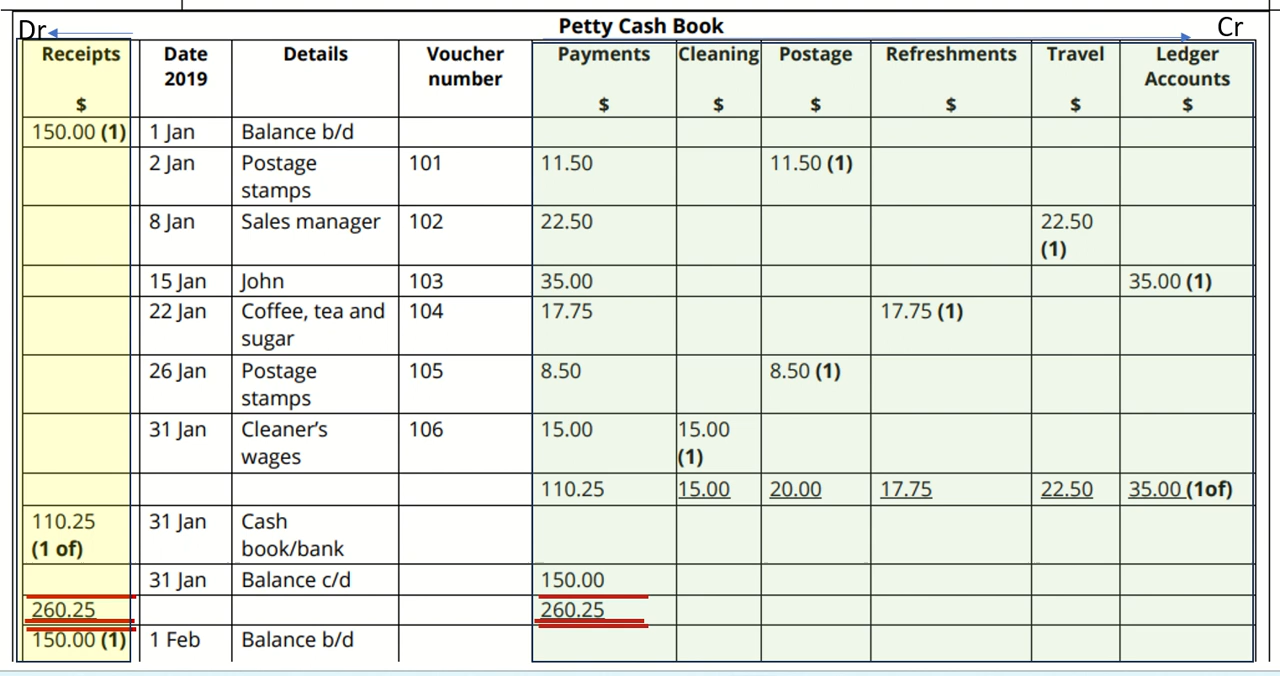 Dr Petty Cash Book Cr
Receipts Date Details Voucher Payments Cleaning Postage Refreshments Travel Ledger
2019 number Accounts
$ $ $ $ $ $ $
150.00 (1) 1 Jan Balance b/d
2 Jan Postage 101 11.50 11.50 (1)
stamps
8 Jan Sales manager 102 22.50 22.50
(1)
15 Jan John 103 35.00 35.00 (1)
22 Jan Coffee, tea and 104 17.75 17.75 (1)
sugar
26 Jan Postage 105 8.50 8.50 (1)
stamps
31 Jan Cleaner's 106 15.00 15.00
wages (1)
110.25 15.00 20.00 17.75 22.50 35.00 (1of)
110.25 31 Jan Cash
(1 of) book/bank
31 Jan Balance c/d 150.00
260.25 260.25
150.00 (1) 1 Feb Balance b/d